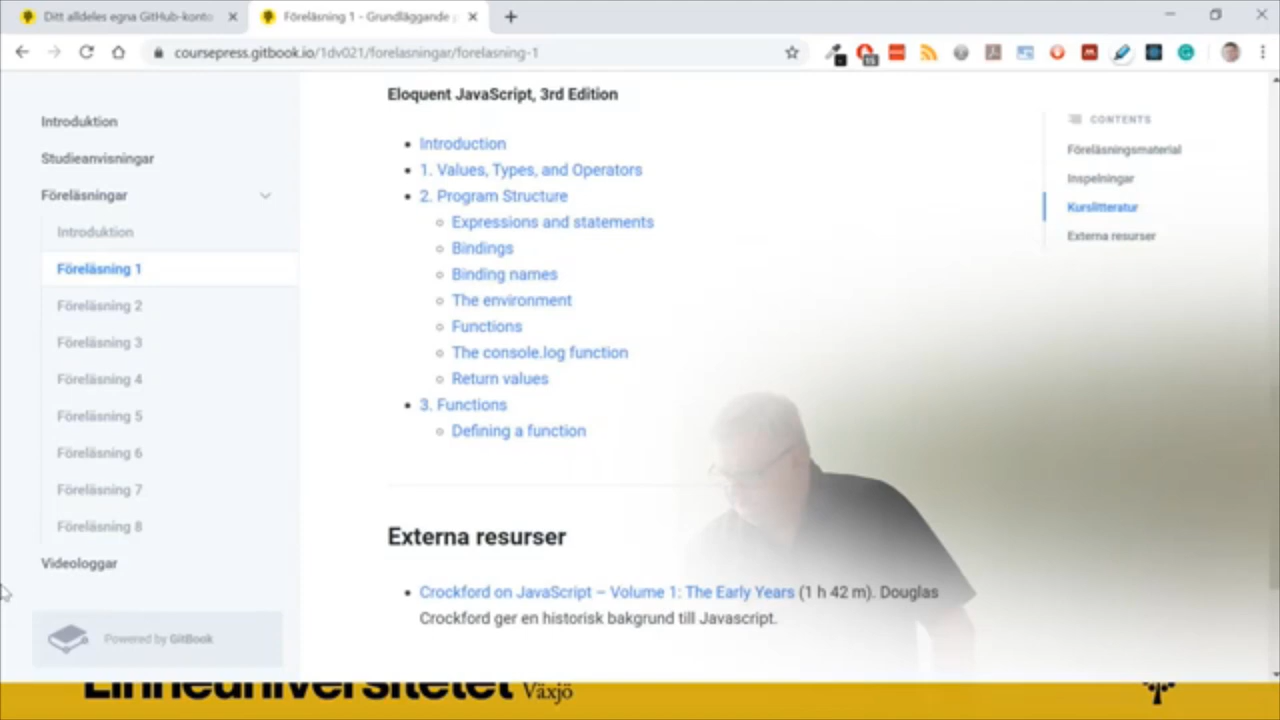 Ditt alldeles egna GitHub-konto
Föreläsning 1 - Grundläggande
coursepress.gitbook.io/1dv021/forelasningar/forelasning-1
Introduktion
Studieanvisningar
Föreläsningar
Introduktion
Föreläsning 1
Föreläsning 2
Föreläsning 3
Föreläsning 4
Föreläsning 5
Föreläsning 6
Föreläsning 7
Föreläsning 8
Videologgar
Powered by GitBook
Eloquent JavaScript, 3rd Edition
Introduction
1. Values, Types, and Operators
2. Program Structure
Expressions and statements
Bindings
Binding names
The environment
Functions
The console.log function
Return values
3. Functions
Defining a function
Externa resurser
Crockford on JavaScript – Volume 1: The Early Years (1 h 42 m). Douglas
Crockford ger en historisk bakgrund till Javascript.
CONTENTS
Föreläsningsmaterial
Inspelningar
Kurslitteratur
Externa resurser
Linnéuniversitetet Växjö